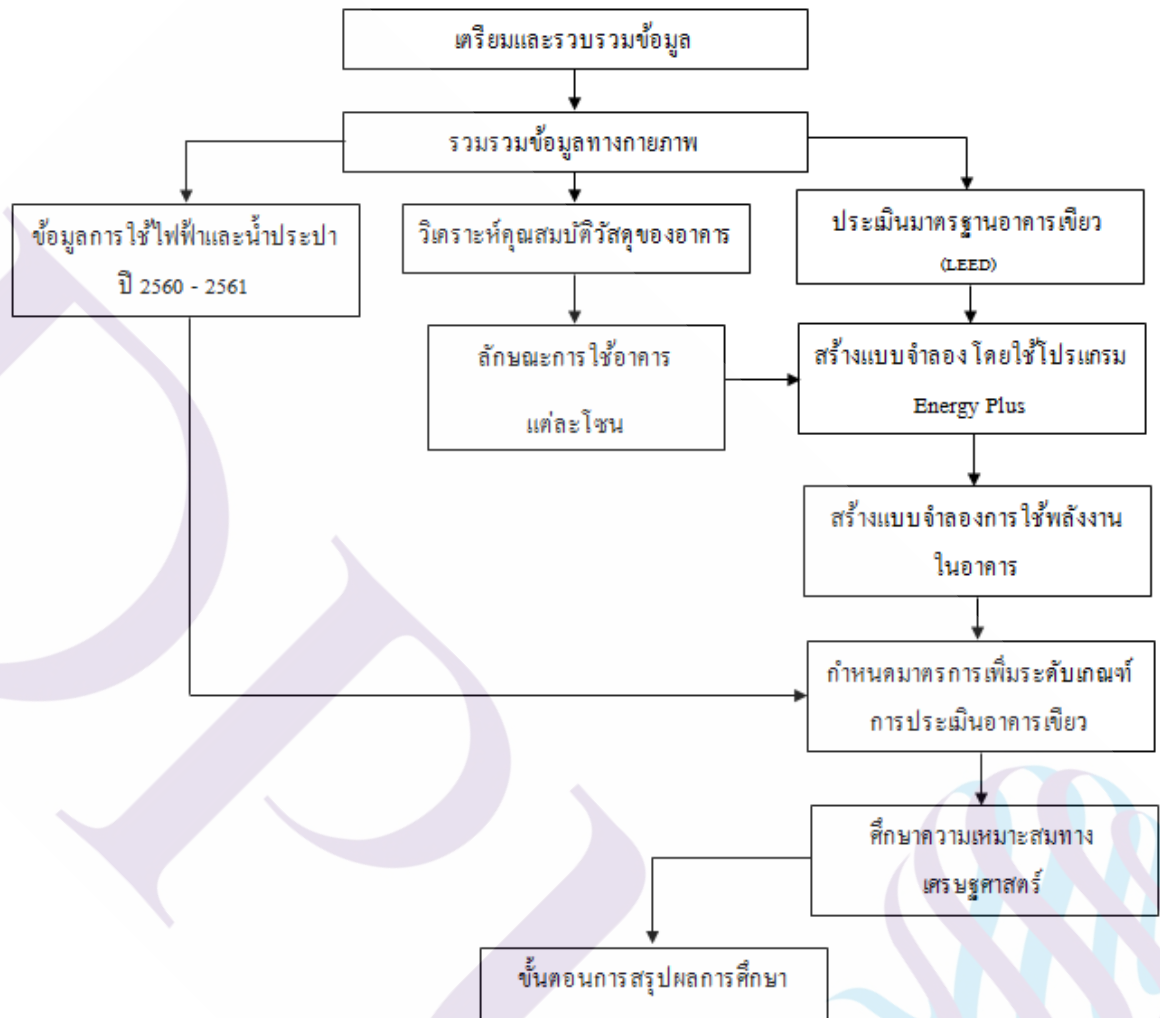 เตรียมและรวบรวมข้อมูล
รวมรวมข้อมูลทางกายภาพ
ข้อมูลการใช้ไฟฟ้าและน้ำประปา
ปี 2560 - 2561
วิเคราะห์คุณสมบัติวัสดุของอาคาร
ประเมินมาตรฐานอาคารเขียว
(LEED)
ลักษณะการใช้อาคาร
แต่ละโซน
สร้างแบบจำลอง โดยใช้โปรแกรม
Energy Plus
สร้างแบบจำลองการใช้พลังงาน
ในอาคาร
กำหนดมาตรการเพิ่มระดับเกณฑ์
การประเมินอาคารเขียว
ศึกษาความเหมาะสมทาง
เศรษฐศาสตร์
ขั้นตอนการสรุปผลการศึกษา